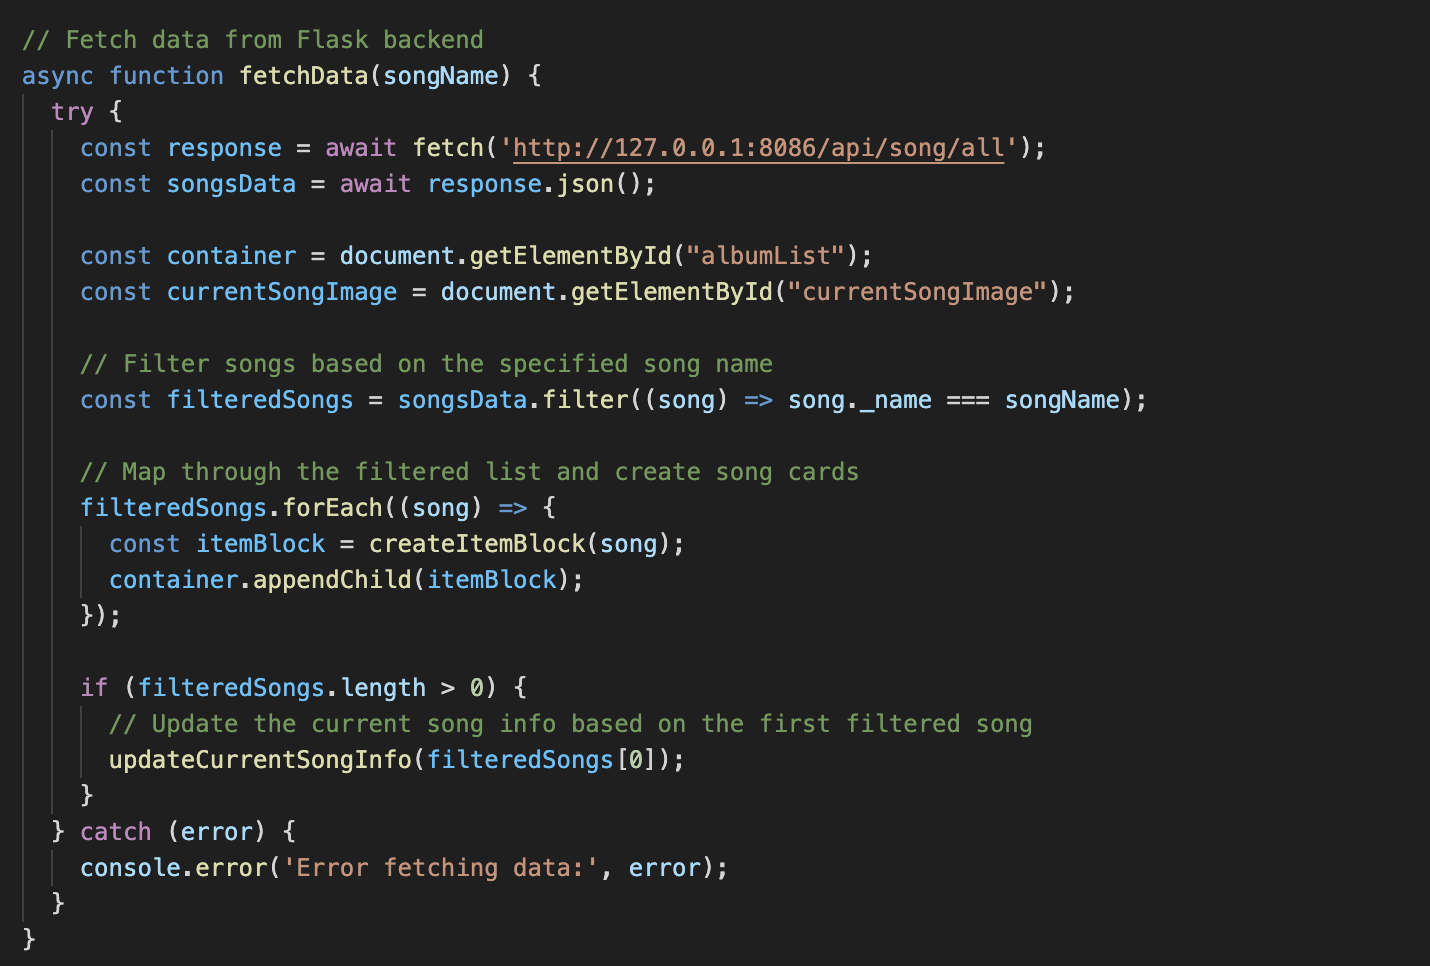 // Fetch data from Flask backend
async function fetchData(songName) {
  try {
    const response = await fetch('http://127.0.0.1:8086/api/song/all');
    const songsData = await response.json();

    const container = document.getElementById("albumList");
    const currentSongImage = document.getElementById("currentSongImage");

    // Filter songs based on the specified song name
    const filteredSongs = songsData.filter((song) => song._name === songName);

    // Map through the filtered list and create song cards
    filteredSongs.forEach((song) => {
      const itemBlock = createItemBlock(song);
      container.appendChild(itemBlock);
    });

    if (filteredSongs.length > 0) {
      // Update the current song info based on the first filtered song
      updateCurrentSongInfo(filteredSongs[0]);
    }
  } catch (error) {
    console.error('Error fetching data:', error);
  }
}